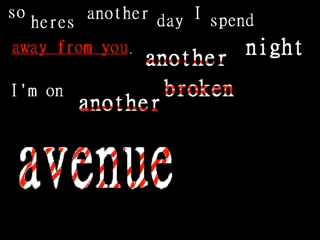 so heres another day I spend
away from you. another night
I'm on another broken
avenue